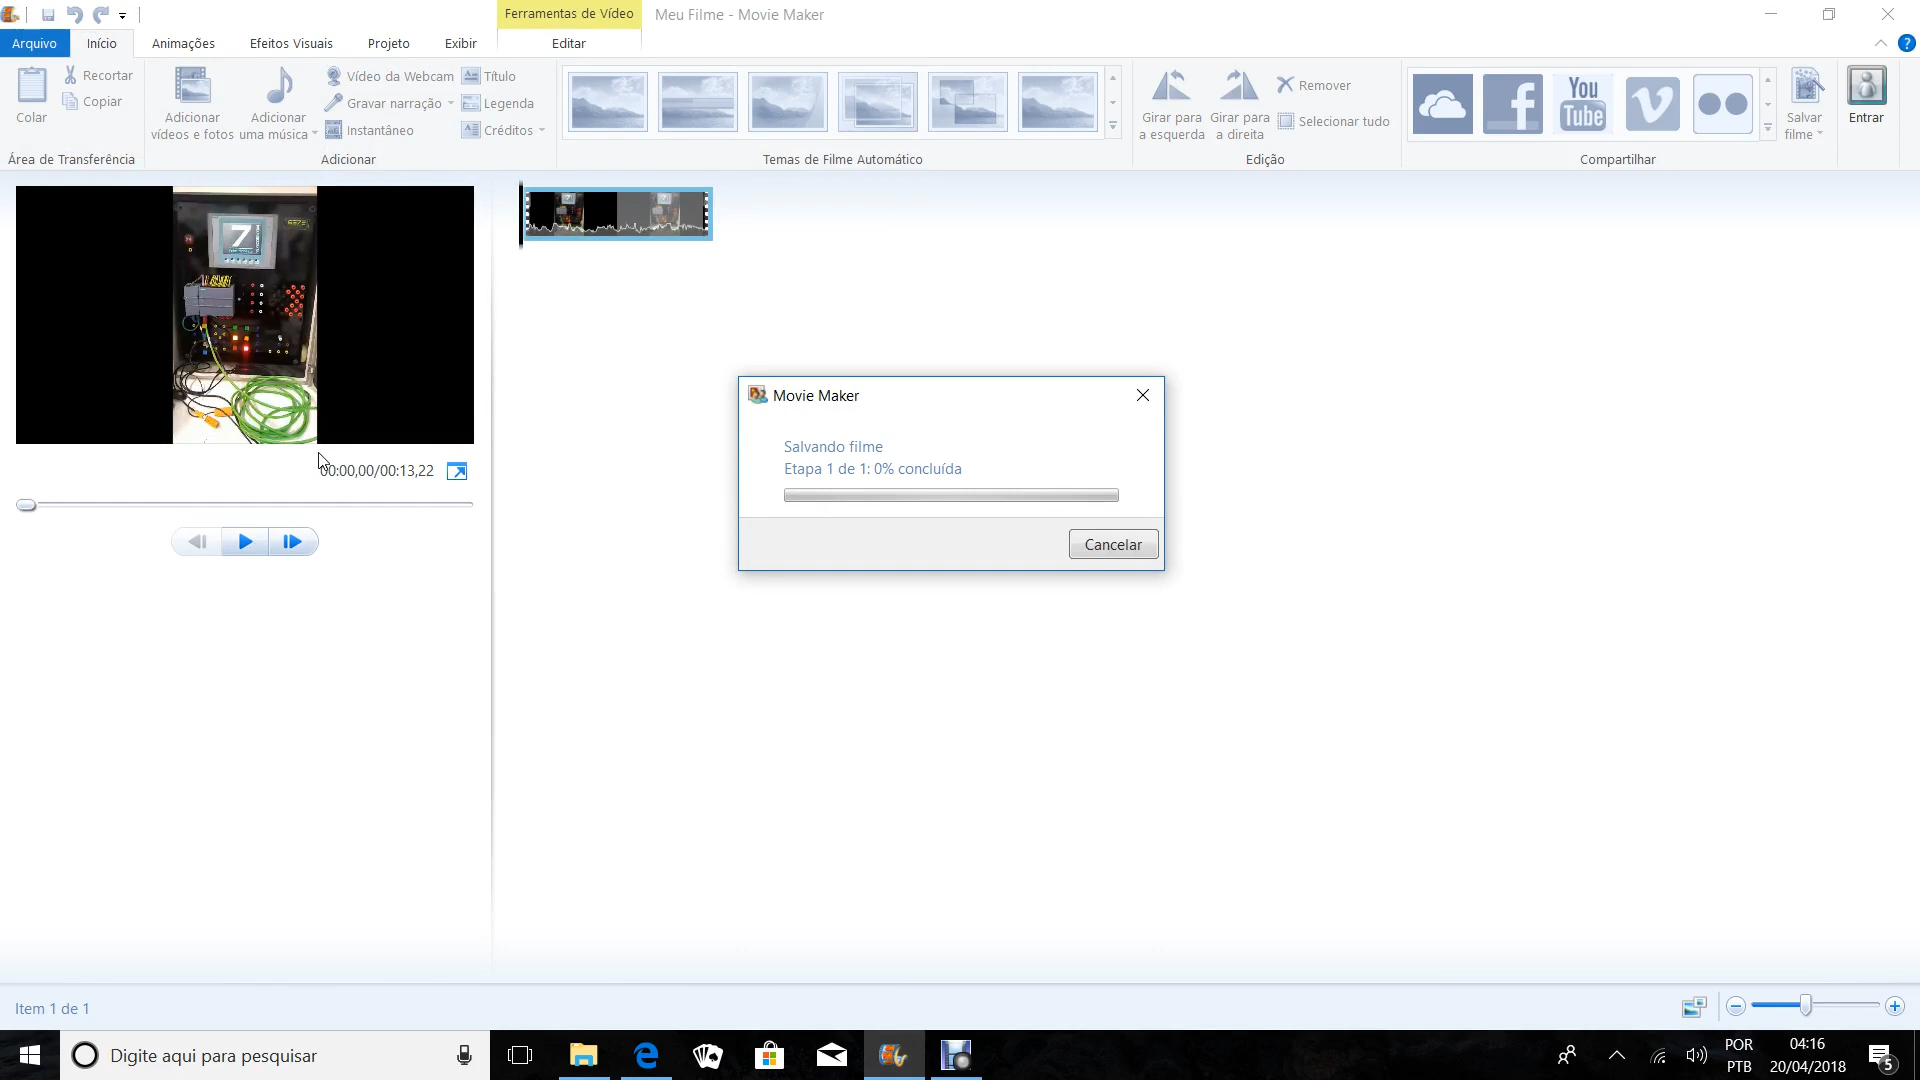 Ferramentas de Vídeo
Meu Filme - Movie Maker
Arquivo
Início
Animações
Efeitos Visuais
Projeto
Exibir
Editar
Colar
Recortar
Copiar
Área de Transferência
Adicionar
vídeos e fotos
Adicionar
uma música
Vídeo da Webcam
Gravar narração
Instantâneo
Título
Legenda
Créditos
Adicionar
Temas de Filme Automático
Girar para
a esquerda
Girar para
a direita
Remover
Selecionar tudo
Edição
You
Tube
Compartilhar
Salvar
filme
Entrar
7
00:00,00/00:13,22
Movie Maker
Salvando filme
Etapa 1 de 1: 0% concluída
Cancelar
Item 1 de 1
Digite aqui para pesquisar
POR
PTB
04:16
20/04/2018
5